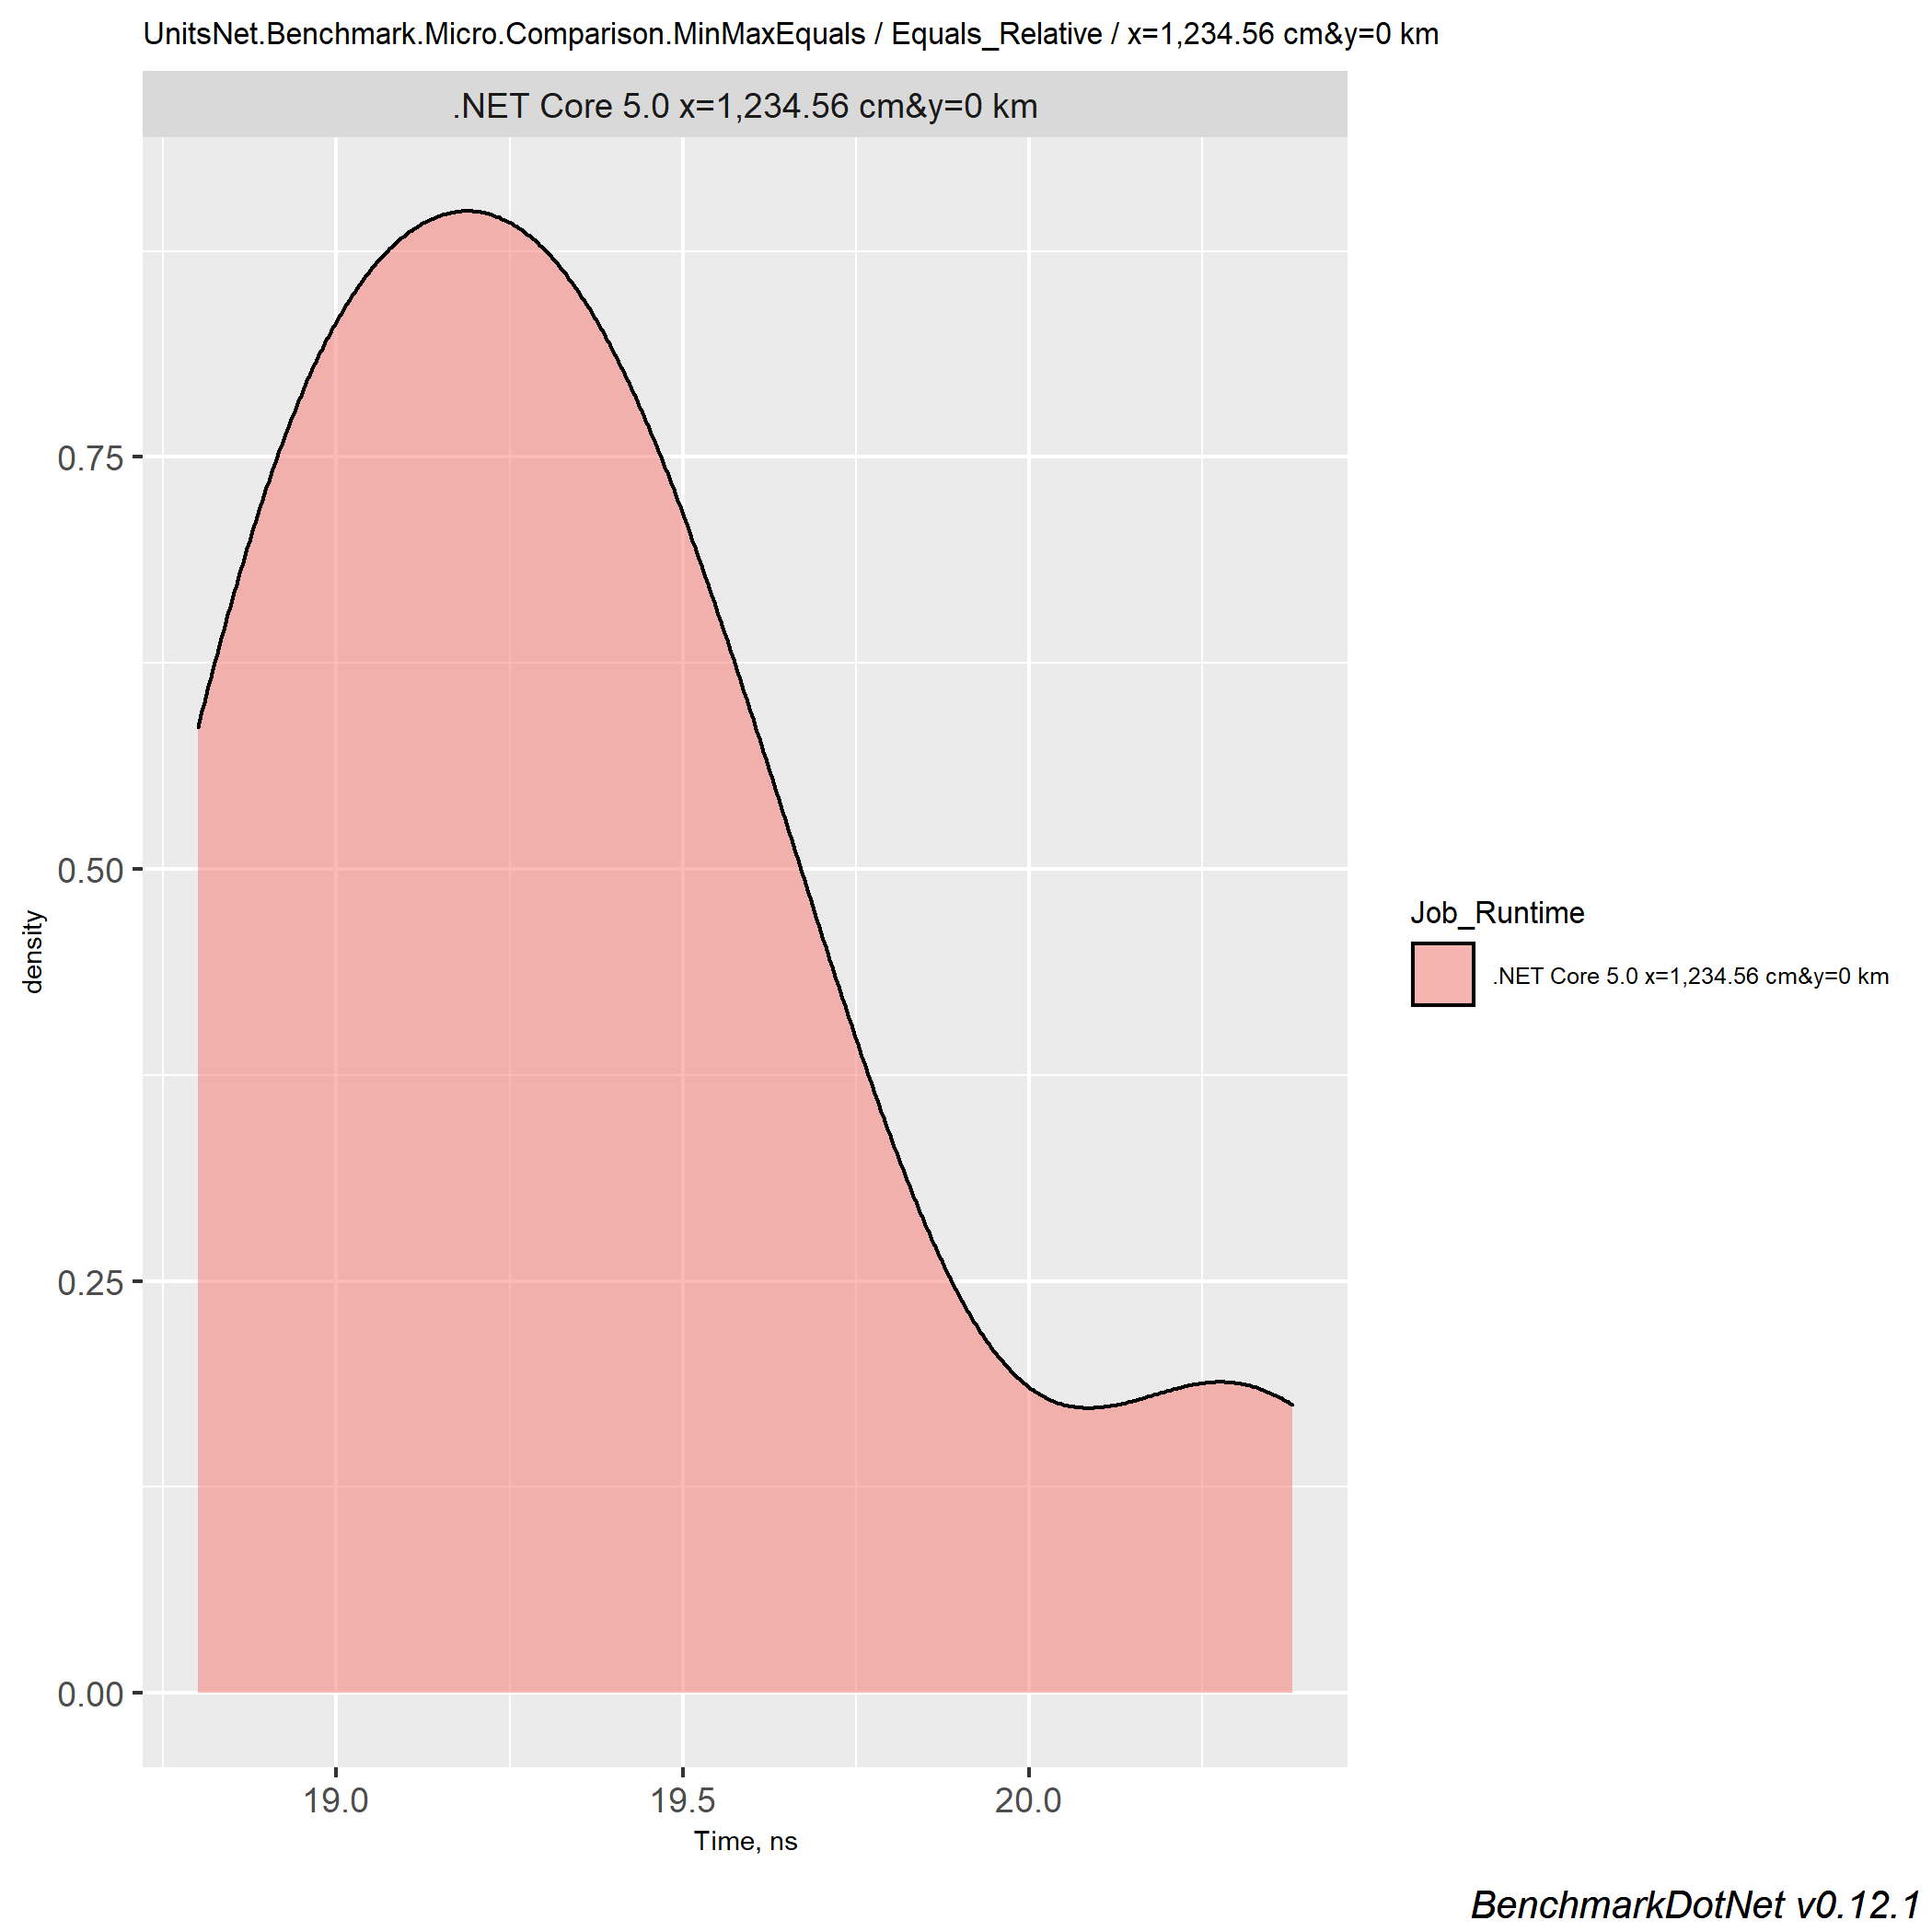 UnitsNet.Benchmark.Micro.Comparison.MinMaxEquals / Equals_Relative / x=1,234.56 cm&y=0 km
.NET Core 5.0 x=1,234.56 cm&y=0 km
0.75
0.50
0.25
0.00
density
19.0
19.5
20.0
Time, ns
Job_Runtime
.NET Core 5.0 x=1,234.56 cm&y=0 km
BenchmarkDotNet v0.12.1